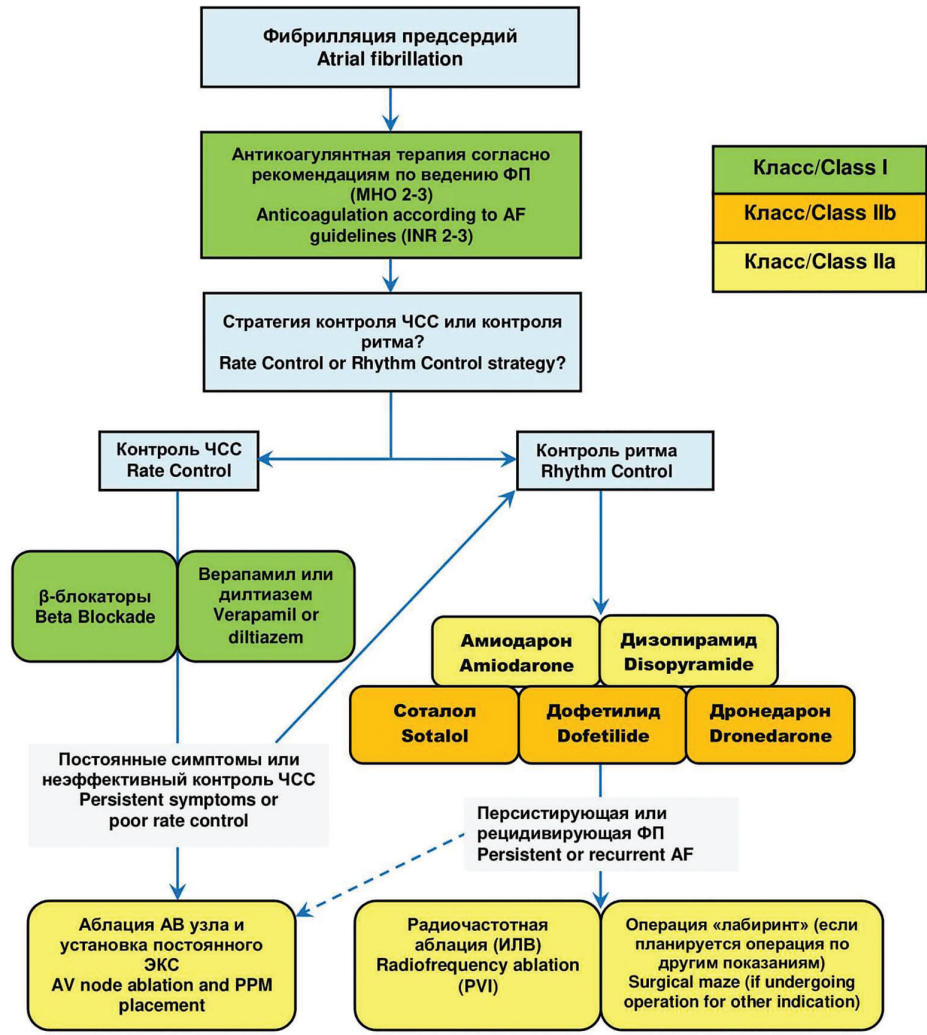 Фибрилляция предсердий
Atrial fibrillation
Антикоагулянтная терапия согласно
рекомендациям по ведению ФП
(МНО 2-3)
Anticoagulation according to AF
guidelines (INR 2-3)
Класс/Class I
Класс/Class IIb
Класс/Class IIa
Стратегия контроля ЧСС или контроля
ритма?
Rate Control or Rhythm Control strategy?
Контроль ЧСС
Rate Control
Контроль ритма
Rhythm Control
β-блокаторы
Beta Blockade
Верапамил или
дилтиазем
Verapamil or
diltiazem
Амиодарон
Amiodarone
Дизопирамид
Disopyramide
Соталол
Sotalol
Дофетилид
Dofetilide
Дронедарон
Dronedarone
Постоянные симптомы или
неэффективный контроль ЧСС
Persistent symptoms or
poor rate control
Персистирующая или
рецидивирующая ФП
Persistent or recurrent AF
Аблация АВ узла и
установка постоянного
ЭКС
AV node ablation and PPM
placement
Радиочастотная
аблация (ИЛВ)
Radiofrequency ablation
(PVI)
Операция «лабиринт» (если
планируется операция по
другим показаниям)
Surgical maze (if undergoing
operation for other indication)